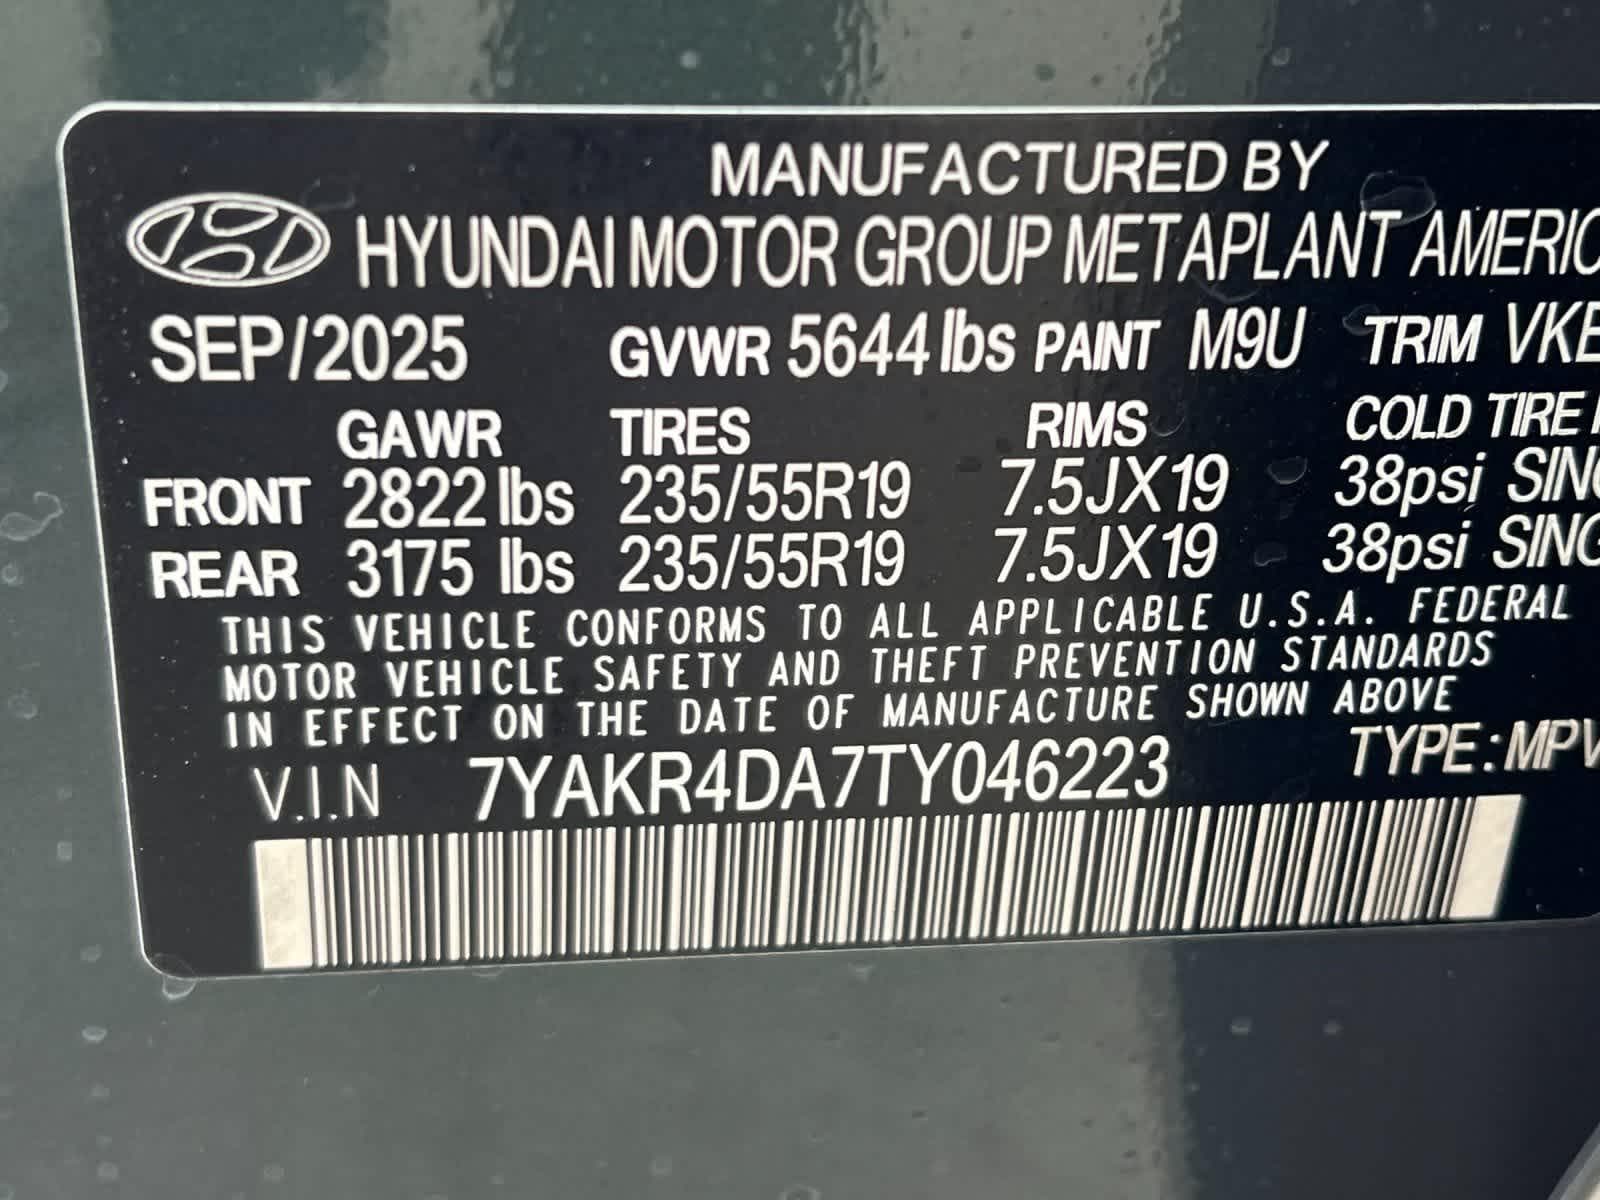 MANUFACTURED BY
HYUNDAI MOTOR GROUP METAPLANT AMERIC
SEP/2025 GVWR 5644 lbs PAINT M9U TRIM VKE
GAWR TIRES RIMS COLD TIRE
FRONT 2822 lbs 235/55R19 7.5JX19 38psi SING
REAR 3175 lbs 235/55R19 7.5JX19 38psi SING
THIS VEHICLE CONFORMS TO ALL APPLICABLE U.S.A. FEDERAL
MOTOR VEHICLE SAFETY AND THEFT PREVENTION STANDARDS
IN EFFECT ON THE DATE OF MANUFACTURE SHOWN ABOVE
V.I.N 7YAKR4DA7TY046223 TYPE: MPV